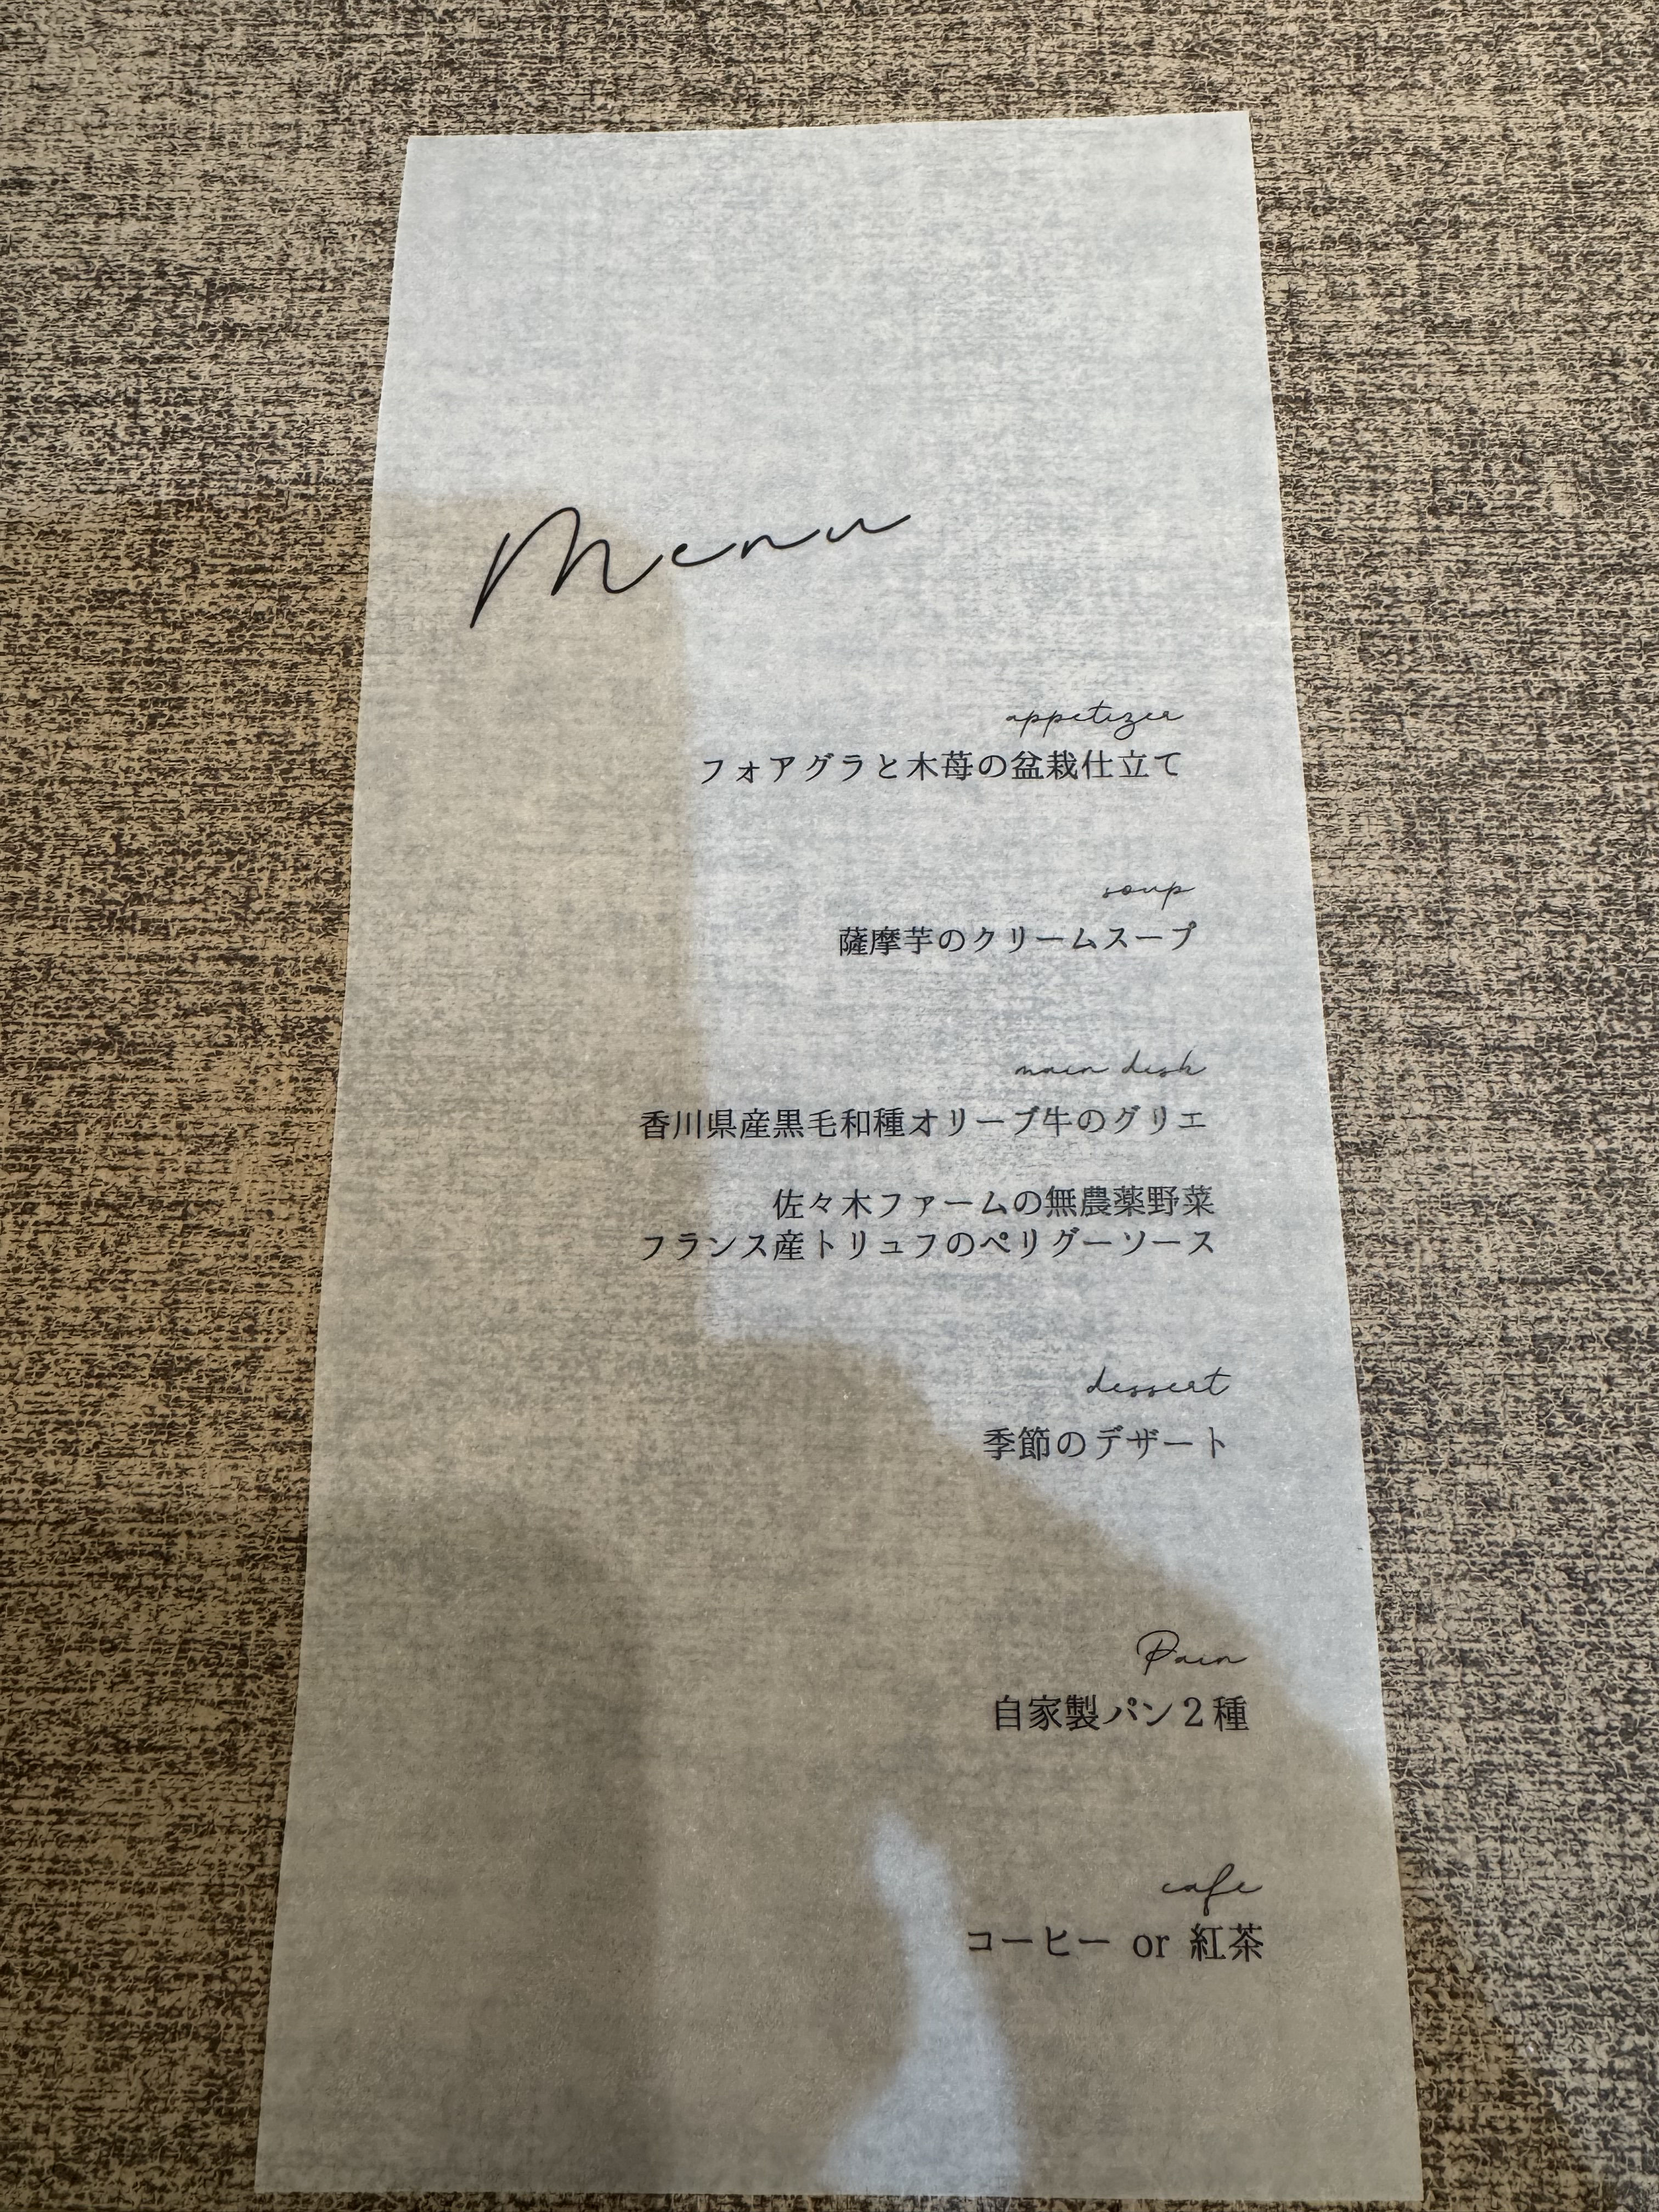 Menu
appetizer
フォアグラと木苺の盆栽仕立て
soup
薩摩芋のクリームスープ
main dish
香川県産黒毛和種オリーブ牛のグリエ
佐々木ファームの無農薬野菜
フランス産トリュフのペリグーソース
dessert
季節のデザート
Pain
自家製パン２種
cafe
コーヒー or 紅茶